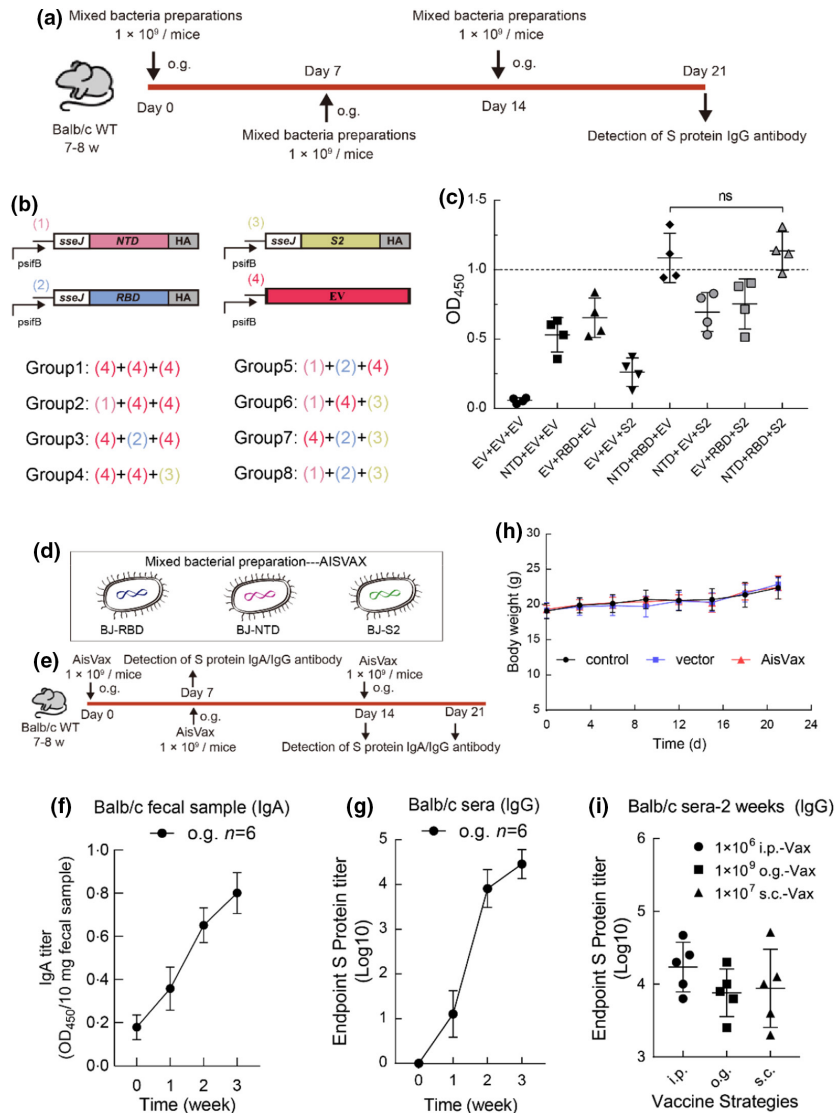 (a)
Mixed bacteria preparations
1 × 10⁹ / mice
o.g.
Mixed bacteria preparations
1 × 10⁹ / mice
o.g.
Day 7
Day 21
Day 0
o.g.
Day 14
Balb/c WT
7-8 w
Mixed bacteria preparations
1 × 10⁹ / mice
Detection of S protein IgG antibody
(b)
(1)
sseJ NTD HA
psifB
(3)
sseJ S2 HA
psifB
(2)
sseJ RBD HA
psifB
(4)
EV
psifB
Group1: (4)+(4)+(4)
Group2: (1)+(4)+(4)
Group3: (4)+(2)+(4)
Group4: (4)+(4)+(3)
Group5: (1)+(2)+(4)
Group6: (1)+(4)+(3)
Group7: (4)+(2)+(3)
Group8: (1)+(2)+(3)
(c)
ns
OD450
1·5
1·0
0·5
0·0
EV+EV+EV
NTD+EV+EV
EV+RBD+EV
EV+EV+S2
NTD+RBD+EV
NTD+EV+S2
EV+RBD+S2
NTD+RBD+S2
(d)
Mixed bacterial preparation---AISVAX
BJ-RBD
BJ-NTD
BJ-S2
(e)
AisVax
1 × 10⁹ / mice
o.g.
Detection of S protein IgA/IgG antibody
Day 7
AisVax
1 × 10⁹ / mice
o.g.
Day 0
o.g.
Day 14
Day 21
Balb/c WT
7-8 w
AisVax
1 × 10⁹ / mice
Detection of S protein IgA/IgG antibody
(h)
Body weight (g)
30
25
20
15
10
control
vector
AisVax
0
5
10
15
20
25
Time (d)
(f)
Balb/c fecal sample (IgA)
o.g. n=6
IgA titer
(OD450/10 mg fecal sample)
1·0
0·8
0·6
0·4
0·2
0·0
0
1
2
3
Time (week)
(g)
Balb/c sera (IgG)
o.g. n=6
Endpoint S Protein titer
(Log10)
5
4
3
2
1
0
0
1
2
3
Time (week)
(i)
Balb/c sera-2 weeks (IgG)
1×10⁶ i.p.-Vax
1×10⁹ o.g.-Vax
1×10⁷ s.c.-Vax
Endpoint S Protein titer
(Log10)
6
5
4
3
i.p.
o.g.
s.c.
Vaccine Strategies